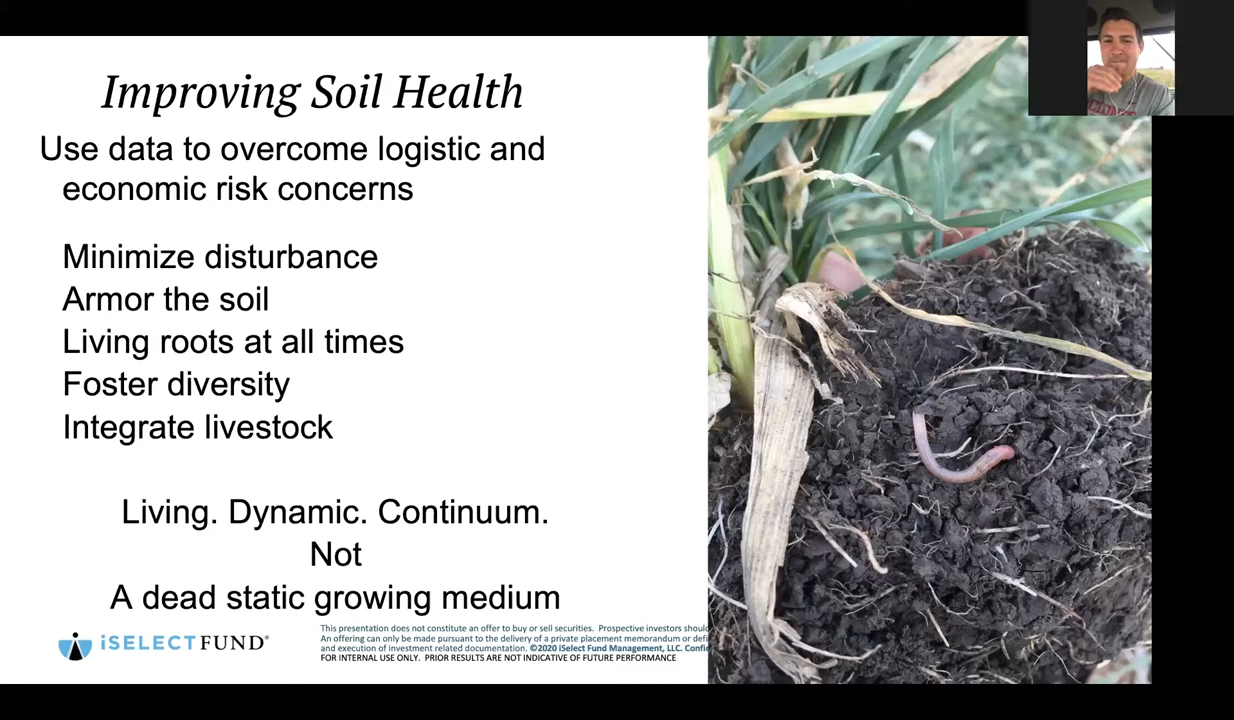 Improving Soil Health
Use data to overcome logistic and
economic risk concerns
Minimize disturbance
Armor the soil
Living roots at all times
Foster diversity
Integrate livestock
Living. Dynamic. Continuum.
Not
A dead static growing medium
iSELECTFUND®
This presentation does not constitute an offer to buy or sell securities. Prospective investors
An offering can only be made pursuant to the delivery of a private placement memorandum or
and execution of investment related documentation. ©2020 iSelect Fund Management, LLC.
FOR INTERNAL USE ONLY. PRIOR RESULTS ARE NOT INDICATIVE OF FUTURE PERFORMANCE